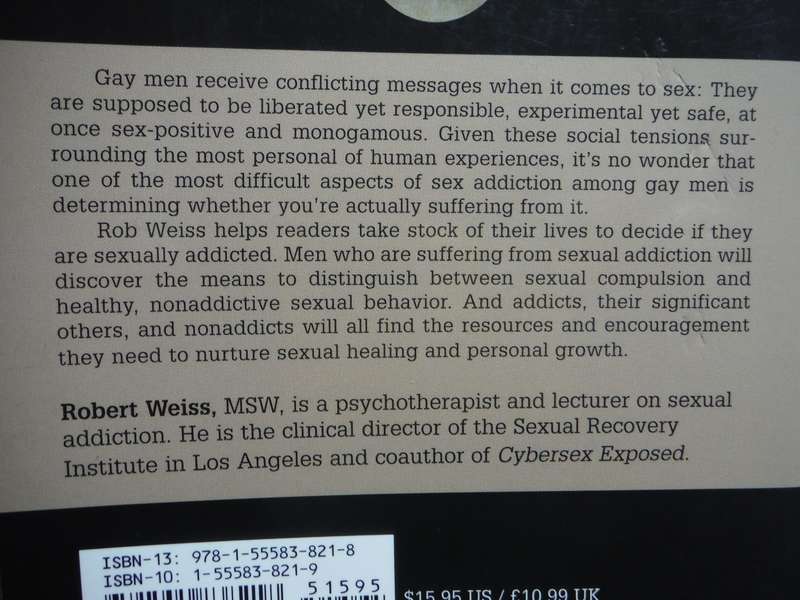 Gay men receive conflicting messages when it comes to sex: They
are supposed to be liberated yet responsible, experimental yet safe, at
once sex-positive and monogamous. Given these social tensions sur-
rounding the most personal of human experiences, it's no wonder that
one of the most difficult aspects of sex addiction among gay men is
determining whether you're actually suffering from it.
Rob Weiss helps readers take stock of their lives to decide if they
are sexually addicted. Men who are suffering from sexual addiction will
discover the means to distinguish between sexual compulsion and
healthy, nonaddictive sexual behavior. And addicts, their significant
others, and nonaddicts will all find the resources and encouragement
they need to nurture sexual healing and personal growth.
Robert Weiss, MSW, is a psychotherapist and lecturer on sexual
addiction. He is the clinical director of the Sexual Recovery
Institute in Los Angeles and coauthor of Cybersex Exposed.
ISBN-13: 978-1-55583-821-8
ISBN-10: 1-55583-821-9
51595
$15.95 US / £10.99 UK